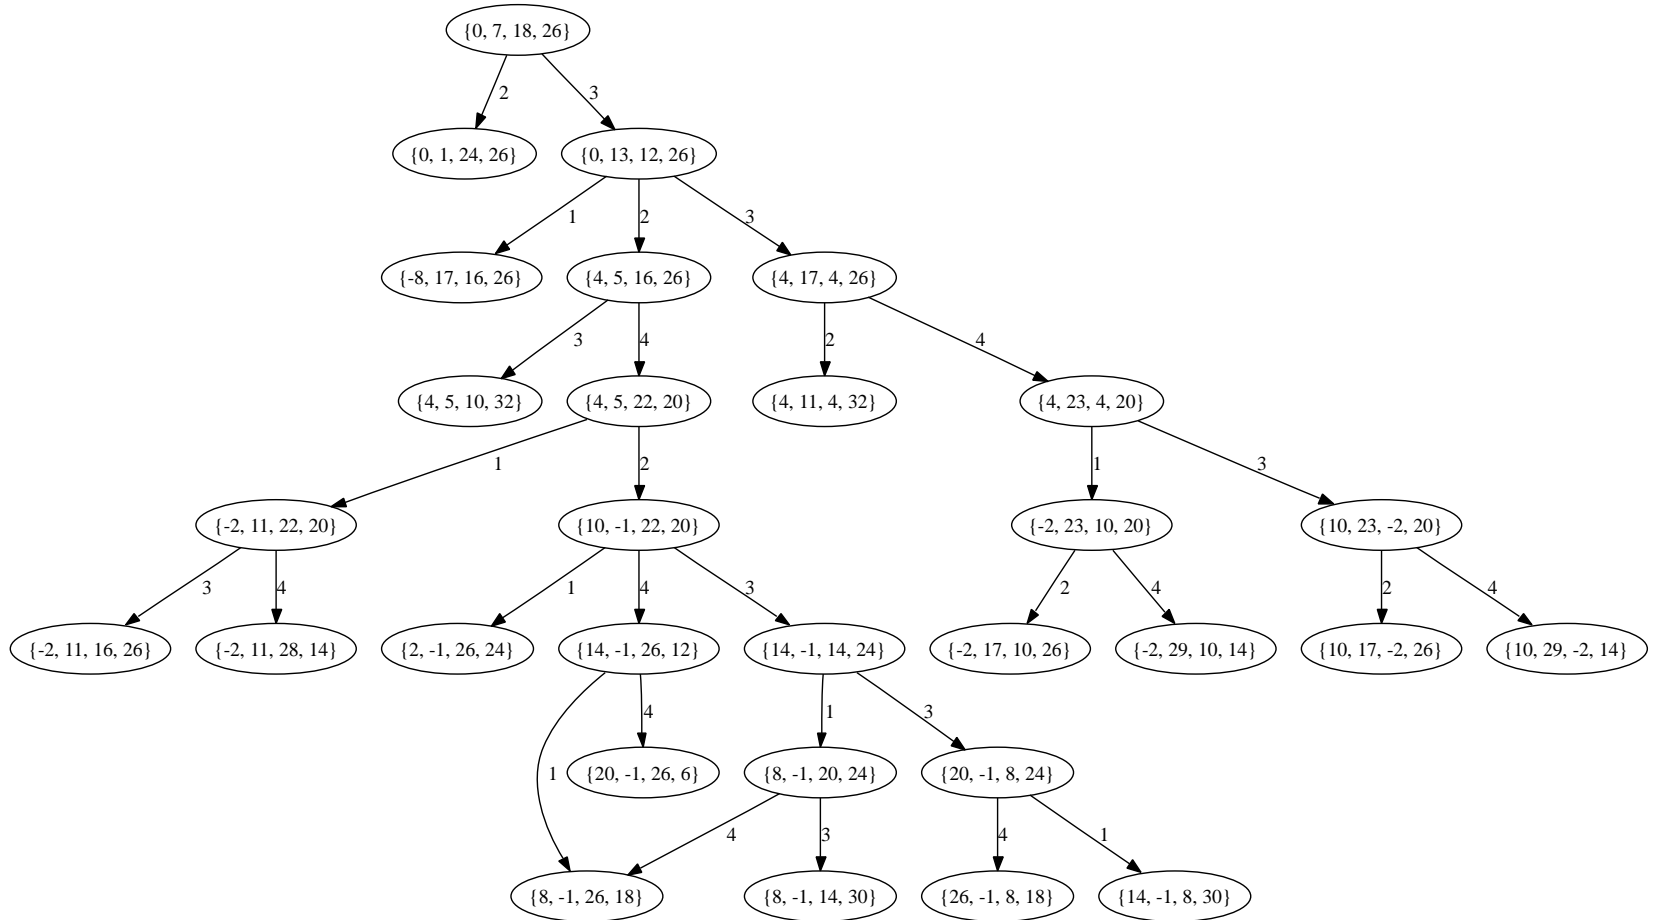 {0, 7, 18, 26}
2 3
{0, 1, 24, 26} {0, 13, 12, 26}
1 2 3
{-8, 17, 16, 26} {4, 5, 16, 26} {4, 17, 4, 26}
3 4 2 4
{4, 5, 10, 32} {4, 5, 22, 20} {4, 11, 4, 32} {4, 23, 4, 20}
1 2 1 3
{-2, 11, 22, 20} {10, -1, 22, 20} {-2, 23, 10, 20} {10, 23, -2, 20}
3 4 1 4 3 2 4 2 4
{-2, 11, 16, 26} {-2, 11, 28, 14} {2, -1, 26, 24} {14, -1, 26, 12} {14, -1, 14, 24} {-2, 17, 10, 26} {-2, 29, 10, 14} {10, 17, -2, 26} {10, 29, -2, 14}
4 1 3
1 {20, -1, 26, 6} {8, -1, 20, 24} {20, -1, 8, 24}
4 3 4 1
{8, -1, 26, 18} {8, -1, 14, 30} {26, -1, 8, 18} {14, -1, 8, 30}